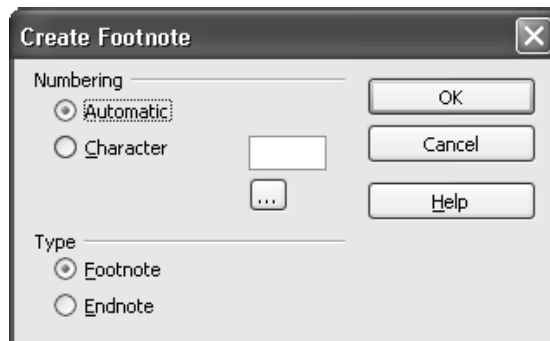 Create Footnote
Numbering
Automatic
OK
Character
Cancel
...
Help
Type
Footnote
Endnote